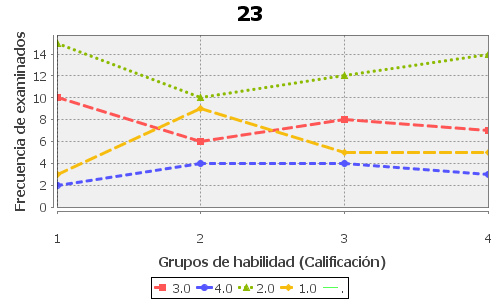 23
Frecuencia de examinados
14
12
10
8
6
4
2
0
1 2 3 4
Grupos de habilidad (Calificación)
3.0 4.0 2.0 1.0 .